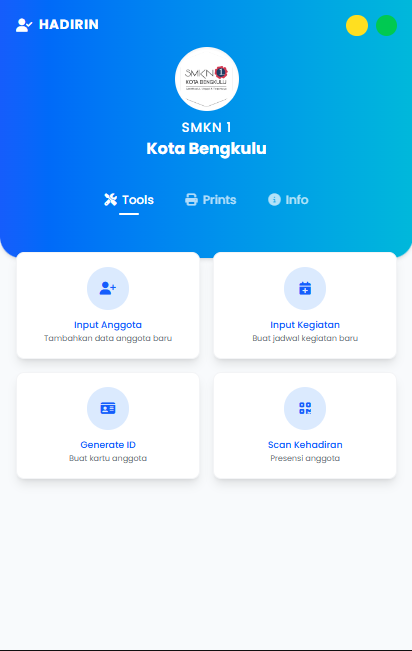 HADIRIN
SMKN 1
KOTA BENGKULU
SMKN 1
Kota Bengkulu
Tools Prints Info
Input Anggota
Tambahkan data anggota baru
Input Kegiatan
Buat jadwal kegiatan baru
Generate ID
Buat kartu anggota
Scan Kehadiran
Presensi anggota